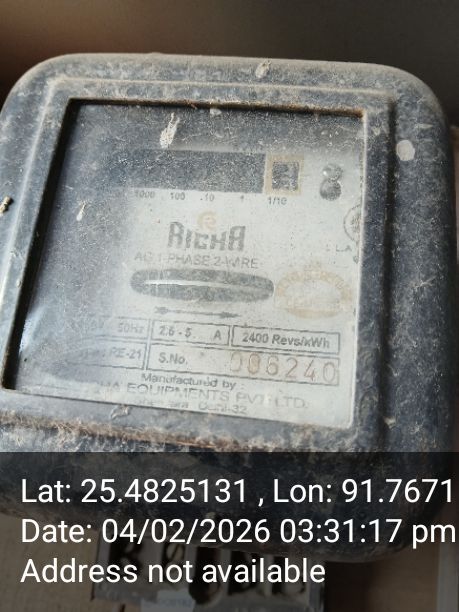 1000 100 10 1 1/10
RICHA
AC 1-PHASE 2-WIRE
50Hz 2.5 - 5 A 2400 Revs/kWh
S.No. 006240
Manufactured by
EQUIPMENTS PVT. LTD.
Lat: 25.4825131 , Lon: 91.7671
Date: 04/02/2026 03:31:17 pm
Address not available